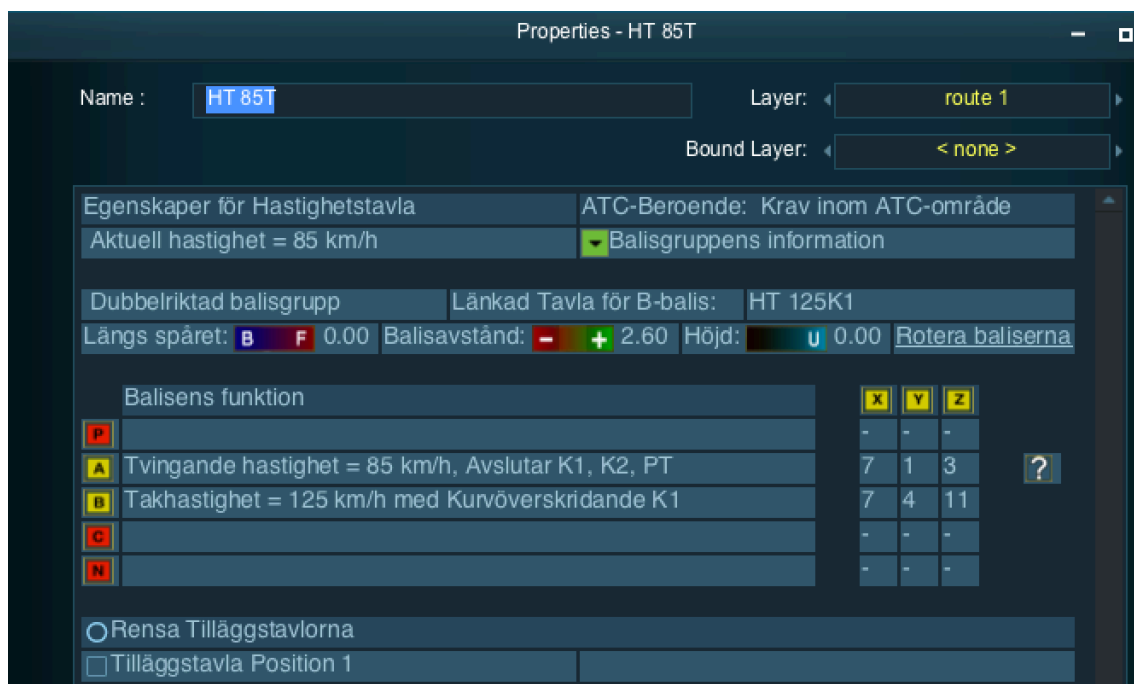 Properties - HT 85T
Name : HT 85T Layer: route 1
Bound Layer: < none >
Egenskaper för Hastighetstavla ATC-Beroende: Krav inom ATC-område
Aktuell hastighet = 85 km/h Balisgruppens information
Dubbelriktad balisgrupp Länkad Tavla för B-balis: HT 125K1
Längs spåret: B F 0.00 Balisavstånd: - + 2.60 Höjd: U 0.00 Rotera baliserna
Balisens funktion X Y Z
P - - -
A Tvingande hastighet = 85 km/h, Avslutar K1, K2, PT 7 1 3 ?
B Takhastighet = 125 km/h med Kurvöverskridande K1 7 4 11
C - - -
N - - -
Rensa Tilläggstavlorna
Tilläggstavla Position 1